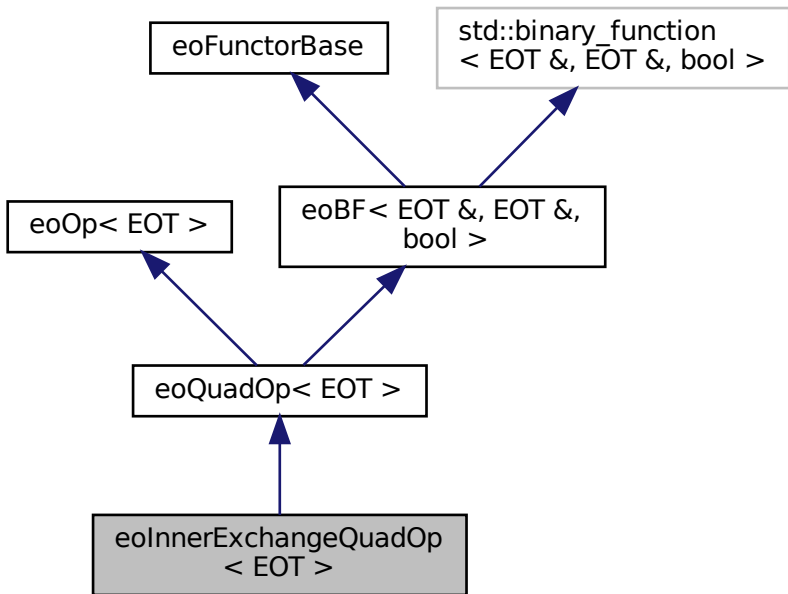 eoFunctorBase
std::binary_function
< EOT &, EOT &, bool >
eoOp< EOT >
eoBF< EOT &, EOT &,
bool >
eoQuadOp< EOT >
eoInnerExchangeQuadOp
< EOT >